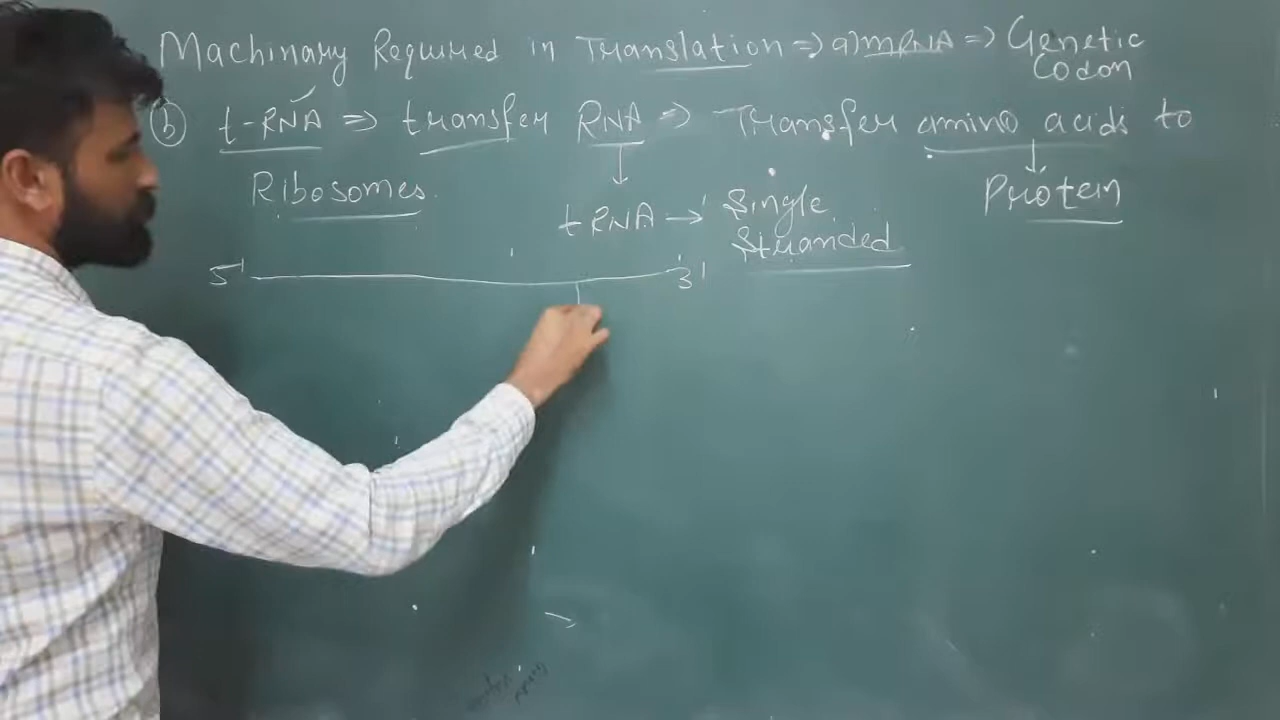 Machinary Required in Translation ⇒ a) mRNA ⇒ Genetic
Codon
(b) t-RNA ⇒ transfer RNA ⇒ Transfer amino acids to
Ribosomes.
Protein
tRNA → Single
Stranded
5' 3'